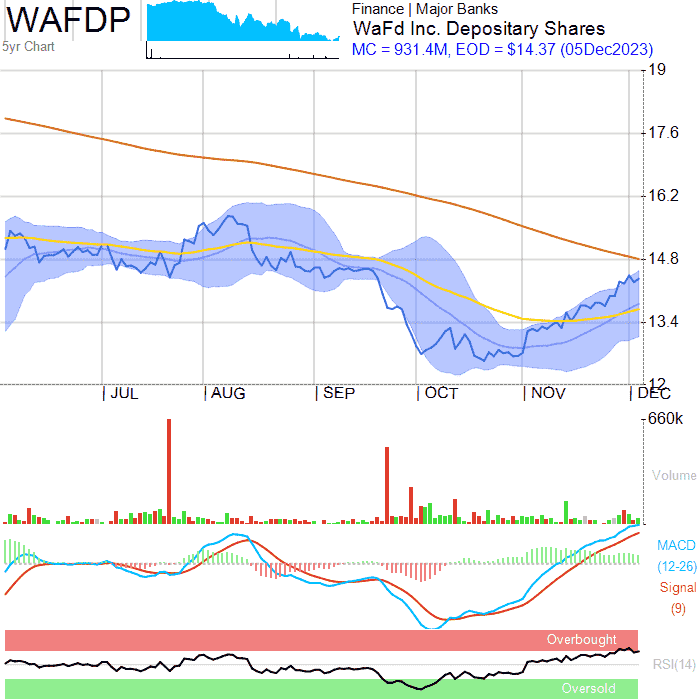 WAFDP
5yr Chart
Finance | Major Banks
WaFd Inc. Depositary Shares
MC = 931.4M, EOD = $14.37 (05Dec2023)
19
17.6
16.2
14.8
13.4
12
JUL AUG SEP OCT NOV DEC
660k
Volume
MACD
(12-26)
Signal
(9)
Overbought
RSI(14)
Oversold